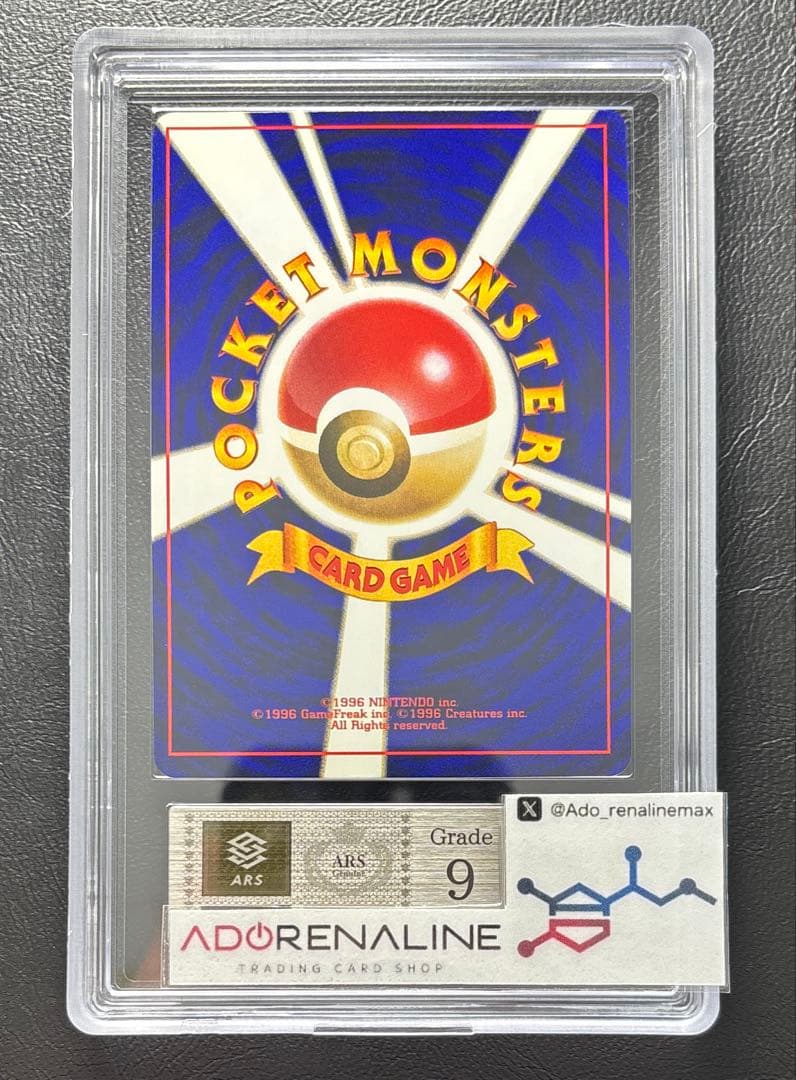 POCKET MONSTERS
CARD GAME
©1996 NINTENDO inc.
©1996 GameFreak inc. ©1996 Creatures inc.
All Rights reserved.
ARS
ARS
Genuine
Grade
9
X @Ado_renalinemax
ADORENALINE
TRADING CARD SHOP